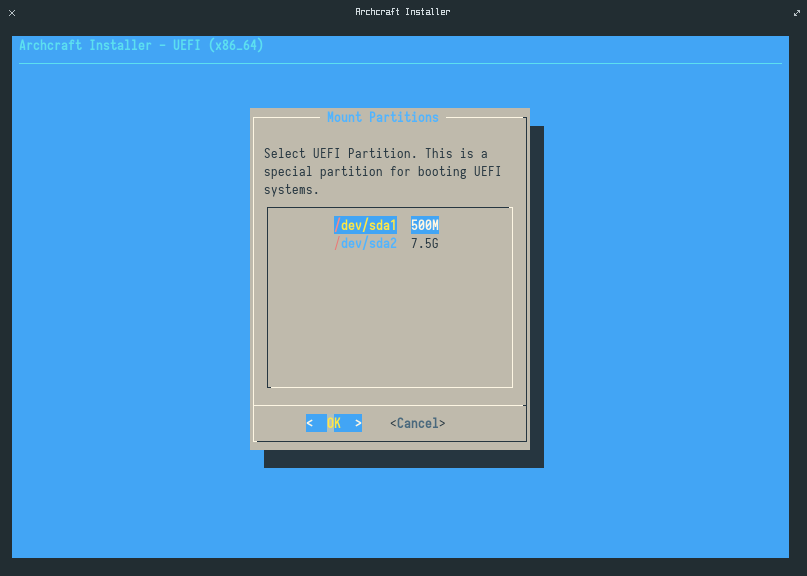 Archcraft Installer
Archcraft Installer - UEFI (x86_64)
Mount Partitions
Select UEFI Partition. This is a
special partition for booting UEFI
systems.
/dev/sda1 500M
/dev/sda2 7.5G
< OK > <Cancel>